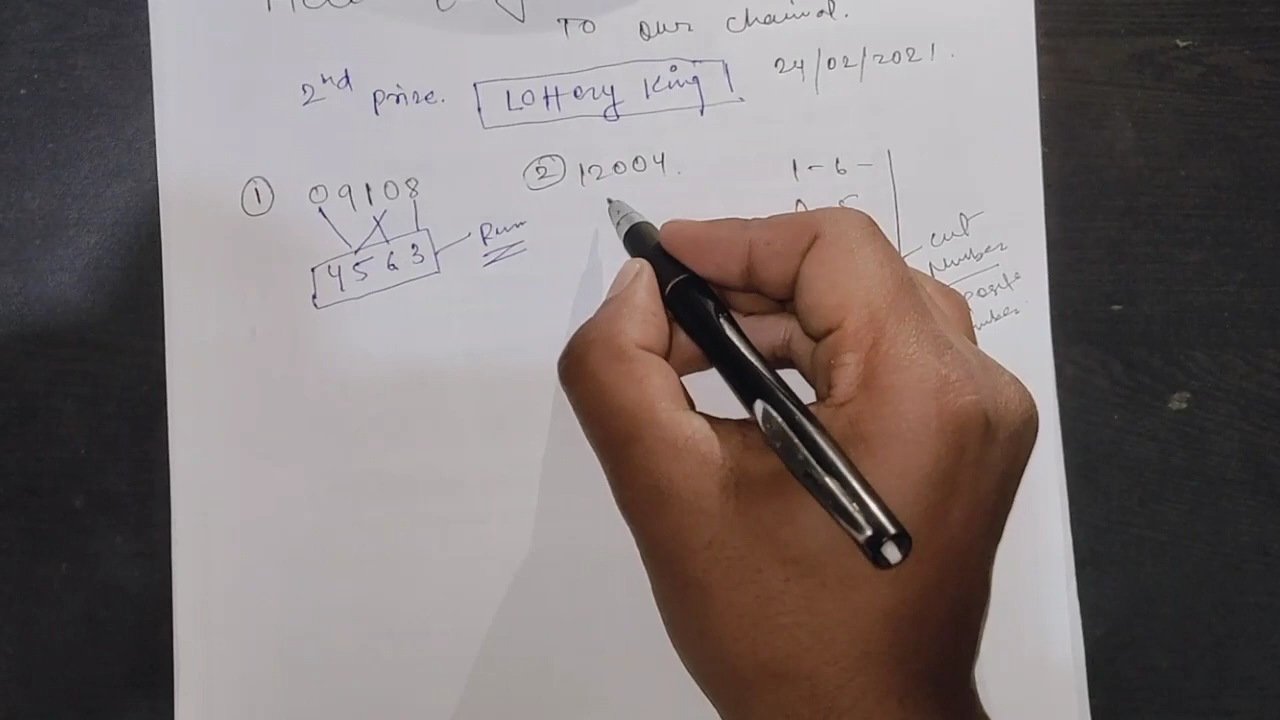 To our channel.
2nd prize. Lottery King 24/02/2021.
① 09108 ② 12004. 1-6-
4563 Run
cut
Number